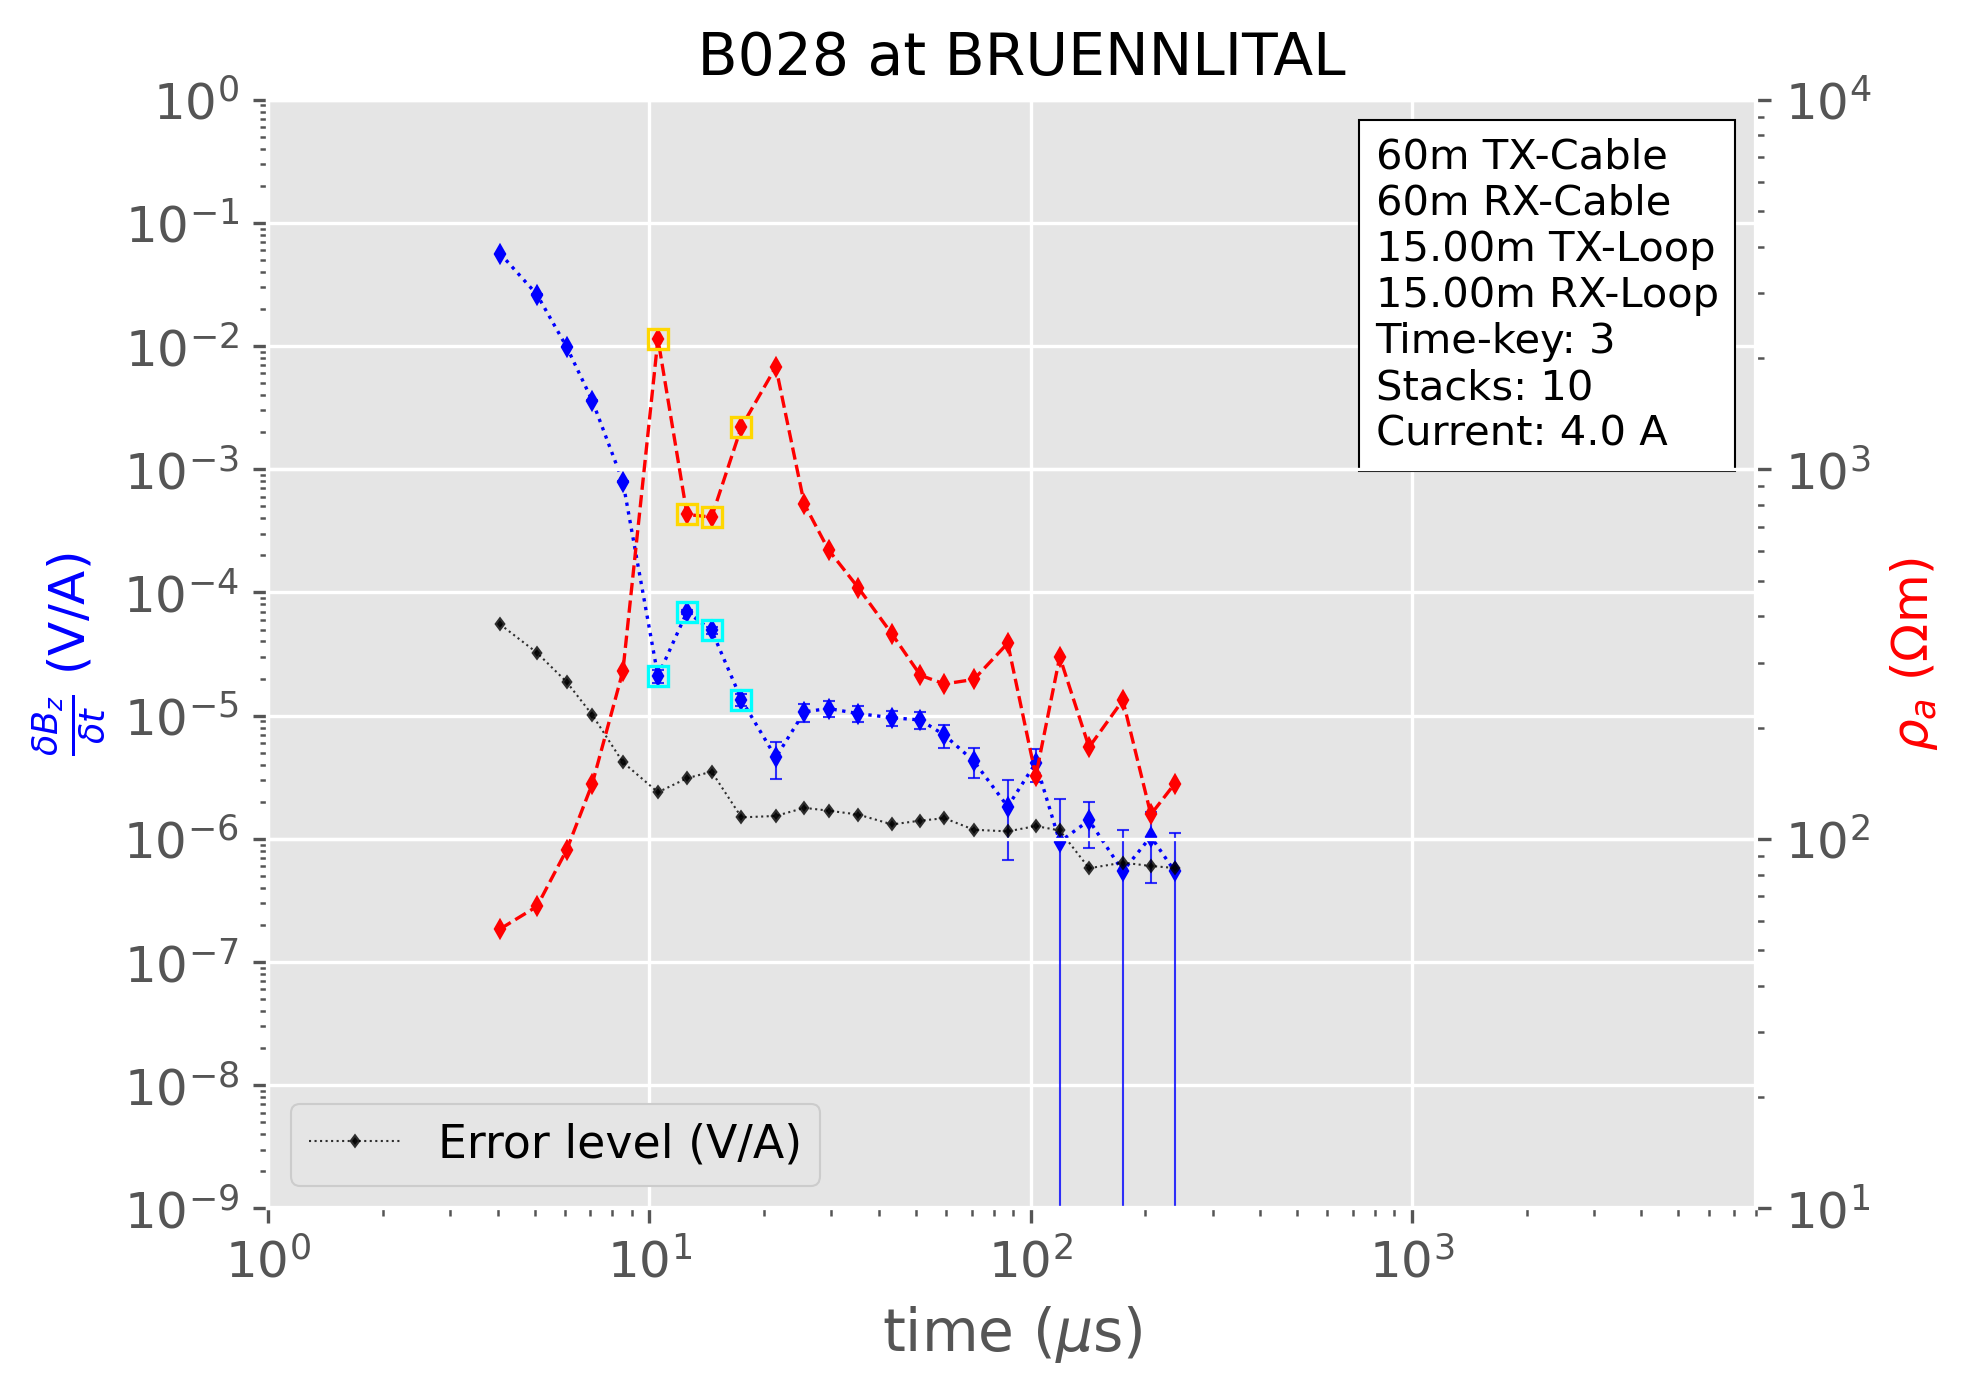 B028 at BRUENNLITAL
10⁰
10⁻¹
10⁻²
10⁻³
10⁻⁴
10⁻⁵
10⁻⁶
10⁻⁷
10⁻⁸
10⁻⁹
δB_z/δt (V/A)
60m TX-Cable
60m RX-Cable
15.00m TX-Loop
15.00m RX-Loop
Time-key: 3
Stacks: 10
Current: 4.0 A
Error level (V/A)
10⁴
10³
10²
10¹
ρₐ (Ωm)
10⁰ 10¹ 10² 10³
time (μs)